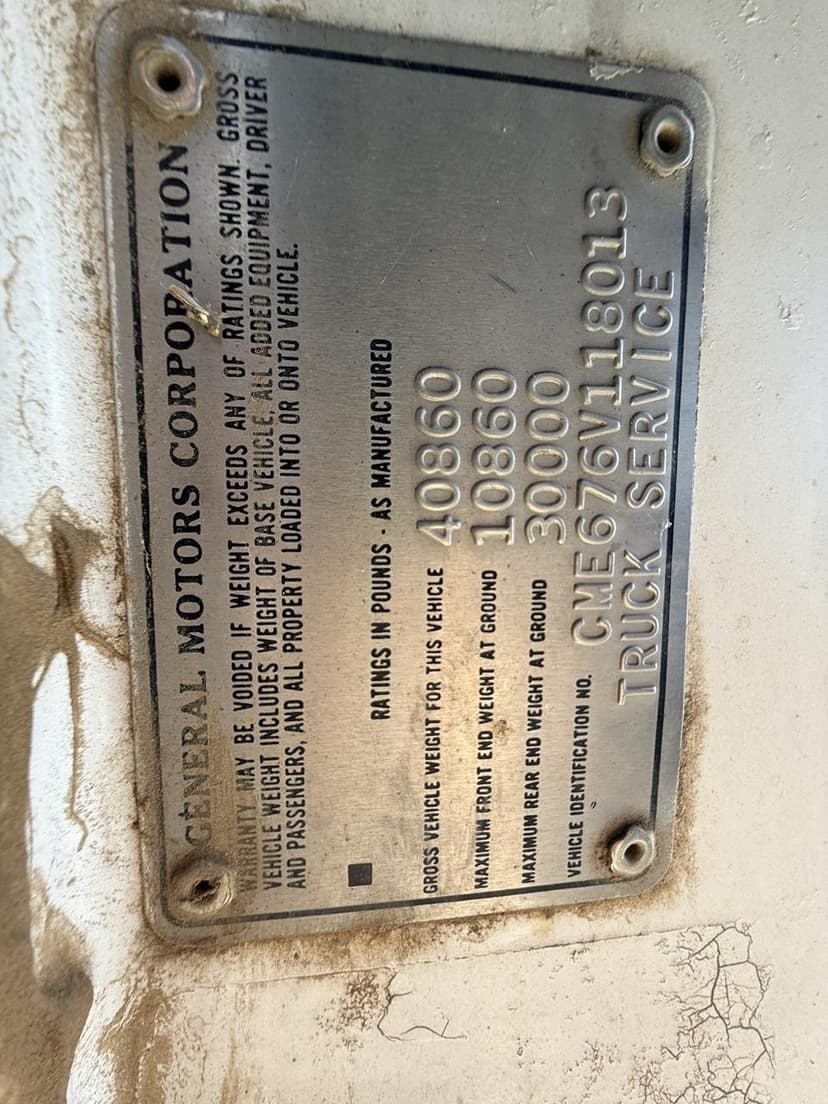 GENERAL MOTORS CORPORATION
WARRANTY MAY BE VOIDED IF WEIGHT EXCEEDS ANY OF RATINGS SHOWN. GROSS
VEHICLE WEIGHT INCLUDES WEIGHT OF BASE VEHICLE, ALL ADDED EQUIPMENT, DRIVER
AND PASSENGERS, AND ALL PROPERTY LOADED INTO OR ONTO VEHICLE.
RATINGS IN POUNDS - AS MANUFACTURED
GROSS VEHICLE WEIGHT FOR THIS VEHICLE 40860
MAXIMUM FRONT END WEIGHT AT GROUND 10860
MAXIMUM REAR END WEIGHT AT GROUND 30000
VEHICLE IDENTIFICATION NO. CME676V118013
TRUCK SERVICE